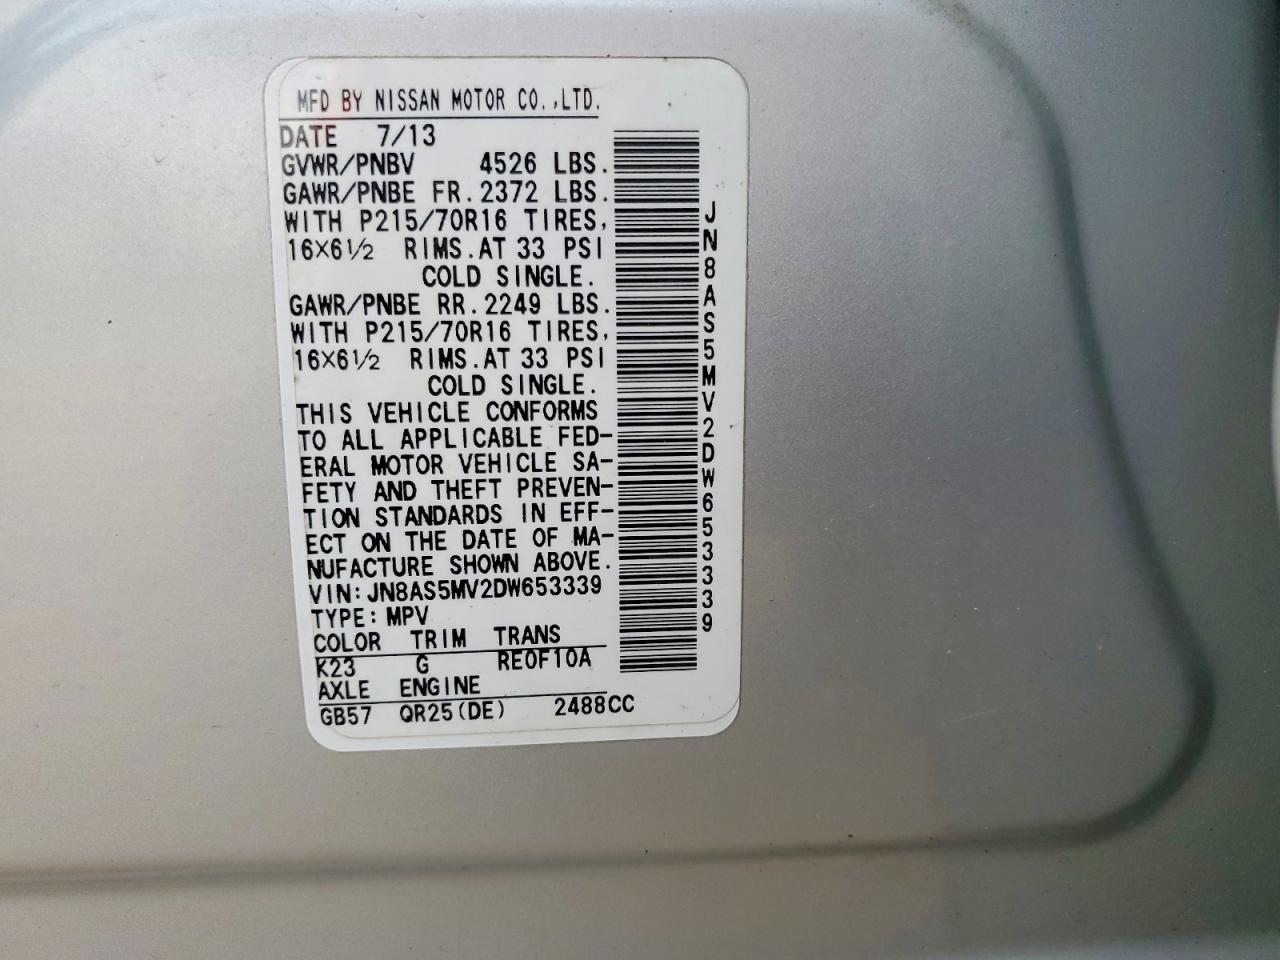 MFD BY NISSAN MOTOR CO.,LTD.
DATE 7/13
GVWR/PNBV 4526 LBS.
GAWR/PNBE FR.2372 LBS.
WITH P215/70R16 TIRES,
16×6½ RIMS.AT 33 PSI
COLD SINGLE.
GAWR/PNBE RR.2249 LBS.
WITH P215/70R16 TIRES,
16×6½ RIMS.AT 33 PSI
COLD SINGLE.
THIS VEHICLE CONFORMS
TO ALL APPLICABLE FED-
ERAL MOTOR VEHICLE SA-
FETY AND THEFT PREVEN-
TION STANDARDS IN EFF-
ECT ON THE DATE OF MA-
NUFACTURE SHOWN ABOVE.
VIN:JN8AS5MV2DW653339
TYPE:MPV
COLOR TRIM TRANS
K23 G RE0F10A
AXLE ENGINE
GB57 QR25(DE) 2488CC
JN8AS5MV2DW653339